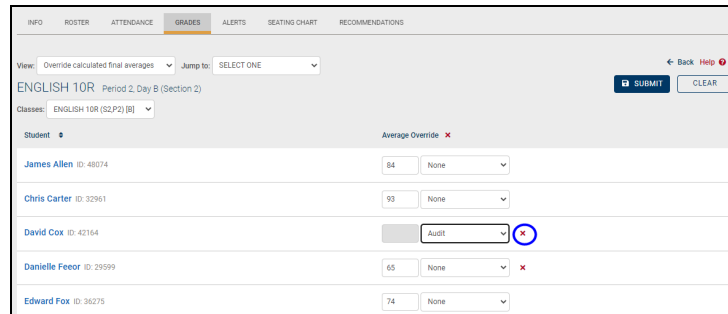 INFO ROSTER ATTENDANCE GRADES ALERTS SEATING CHART RECOMMENDATIONS
View: Override calculated final averages Jump to: SELECT ONE ← Back Help
ENGLISH 10R Period 2, Day B (Section 2) SUBMIT CLEAR
Classes: ENGLISH 10R (S2,P2) [B]
Student Average Override ×
James Allen ID: 48074 84 None
Chris Carter ID: 32961 93 None
David Cox ID: 42164 Audit ×
Danielle Feeor ID: 29599 65 None ×
Edward Fox ID: 36275 74 None